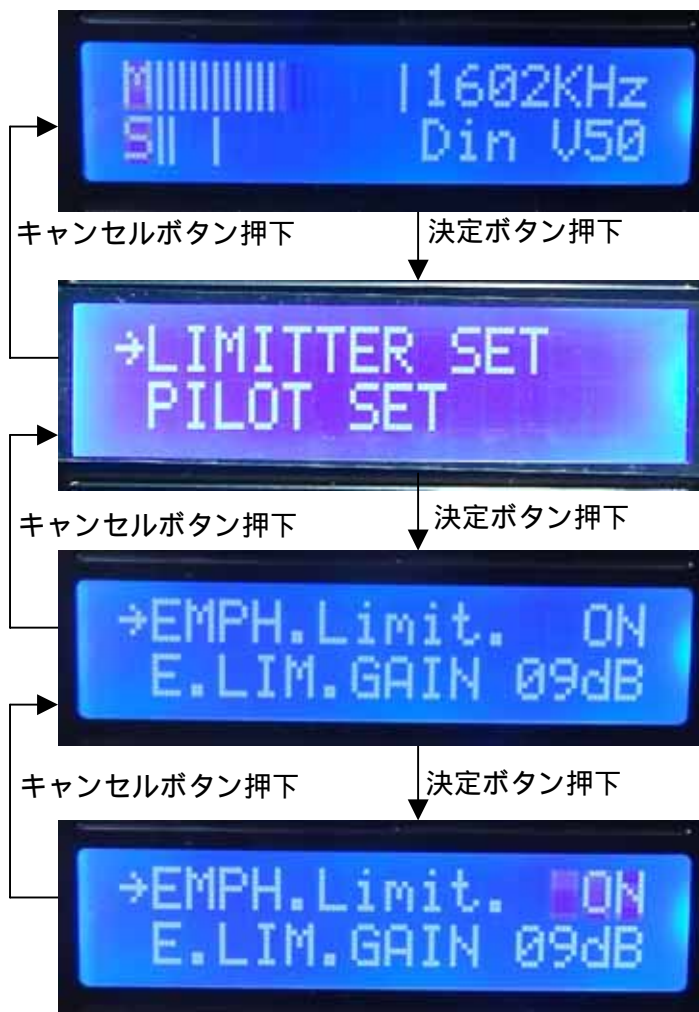 M 1602KHz
S Din V50
キャンセルボタン押下 決定ボタン押下
→LIMITTER SET
PILOT SET
キャンセルボタン押下 決定ボタン押下
→EMPH.Limit. ON
E.LIM.GAIN 09dB
キャンセルボタン押下 決定ボタン押下
→EMPH.Limit. ON
E.LIM.GAIN 09dB